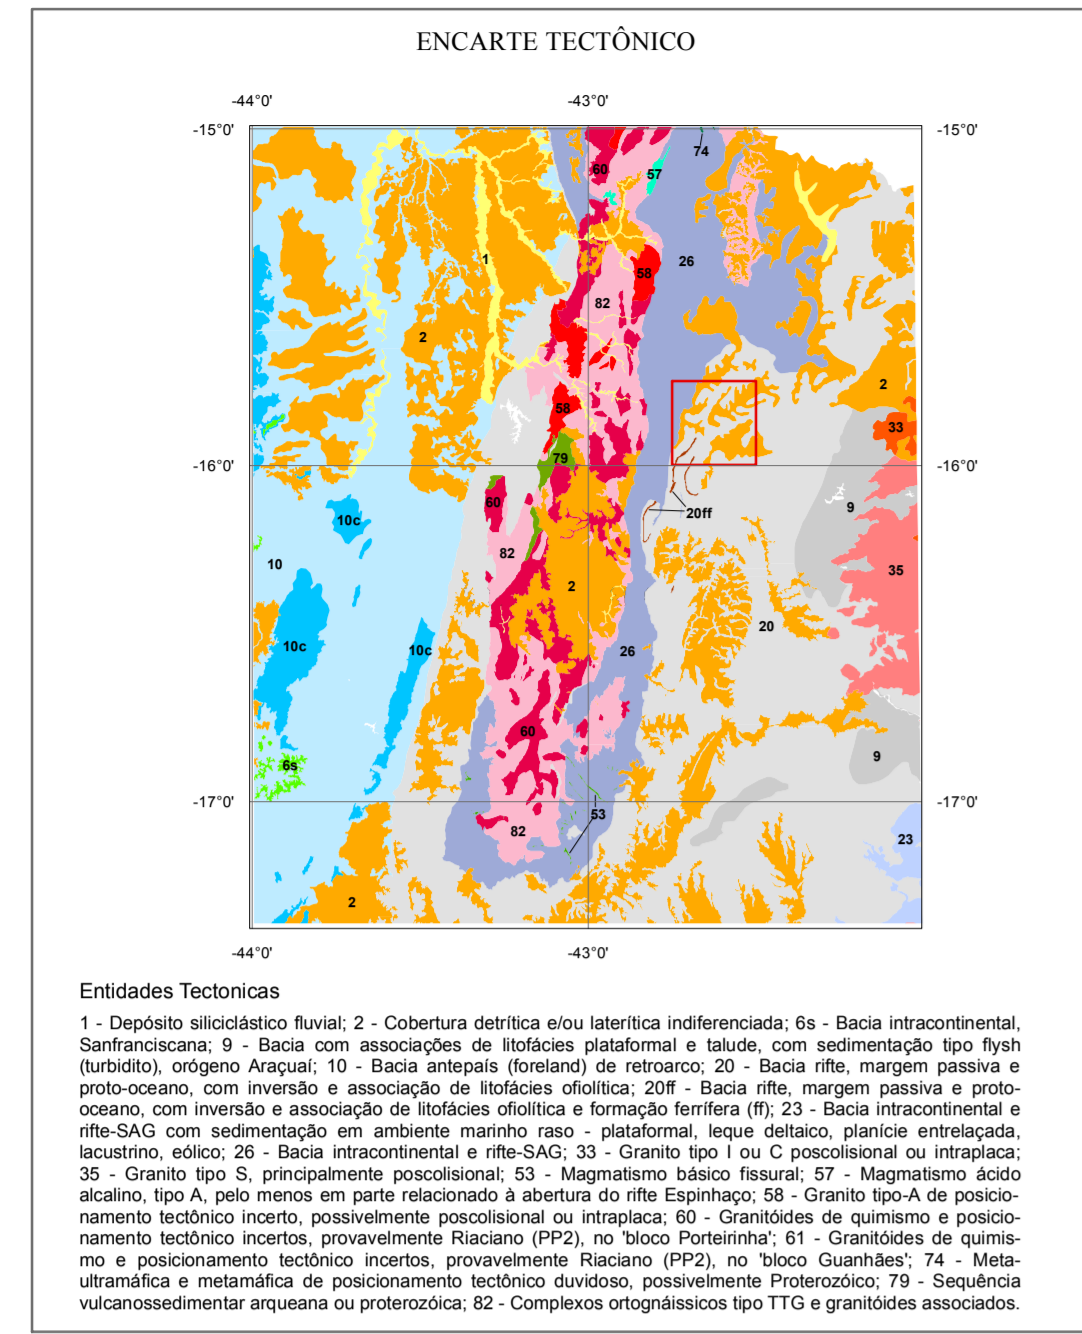 ENCARTE TECTÔNICO
-44°0' -43°0'
-15°0' -15°0'
74
60
57
1
26
58
82
2
2
58
33
79
-16°0' -16°0'
60
9
10c
20ff
82
10
35
2
20
10c
10c
26
60
9
6s
-17°0' -17°0'
53
82
23
2
-44°0' -43°0'
Entidades Tectonicas
1 - Depósito siliciclástico fluvial; 2 - Cobertura detrítica e/ou laterítica indiferenciada; 6s - Bacia intracontinental,
Sanfranciscana; 9 - Bacia com associações de litofácies plataformal e talude, com sedimentação tipo flysh
(turbidito), orógeno Araçuaí; 10 - Bacia antepaís (foreland) de retroarco; 20 - Bacia rifte, margem passiva e
proto-oceano, com inversão e associação de litofácies ofiolítica; 20ff - Bacia rifte, margem passiva e proto-
oceano, com inversão e associação de litofácies ofiolítica e formação ferrífera (ff); 23 - Bacia intracontinental e
rifte-SAG com sedimentação em ambiente marinho raso - plataformal, leque deltaico, planície entrelaçada,
lacustrino, eólico; 26 - Bacia intracontinental e rifte-SAG; 33 - Granito tipo I ou C poscolisional ou intraplaca;
35 - Granito tipo S, principalmente poscolisional; 53 - Magmatismo básico fissural; 57 - Magmatismo ácido
alcalino, tipo A, pelo menos em parte relacionado à abertura do rifte Espinhaço; 58 - Granito tipo-A de posicio-
namento tectônico incerto, possivelmente poscolisional ou intraplaca; 60 - Granitóides de quimismo e posicio-
namento tectônico incertos, provavelmente Riaciano (PP2), no 'bloco Porteirinha'; 61 - Granitóides de quimis-
mo e posicionamento tectônico incertos, provavelmente Riaciano (PP2), no 'bloco Guanhães'; 74 - Meta-
ultramáfica e metamáfica de posicionamento tectônico duvidoso, possivelmente Proterozóico; 79 - Sequência
vulcanossedimentar arqueana ou proterozóica; 82 - Complexos ortognáissicos tipo TTG e granitóides associados.